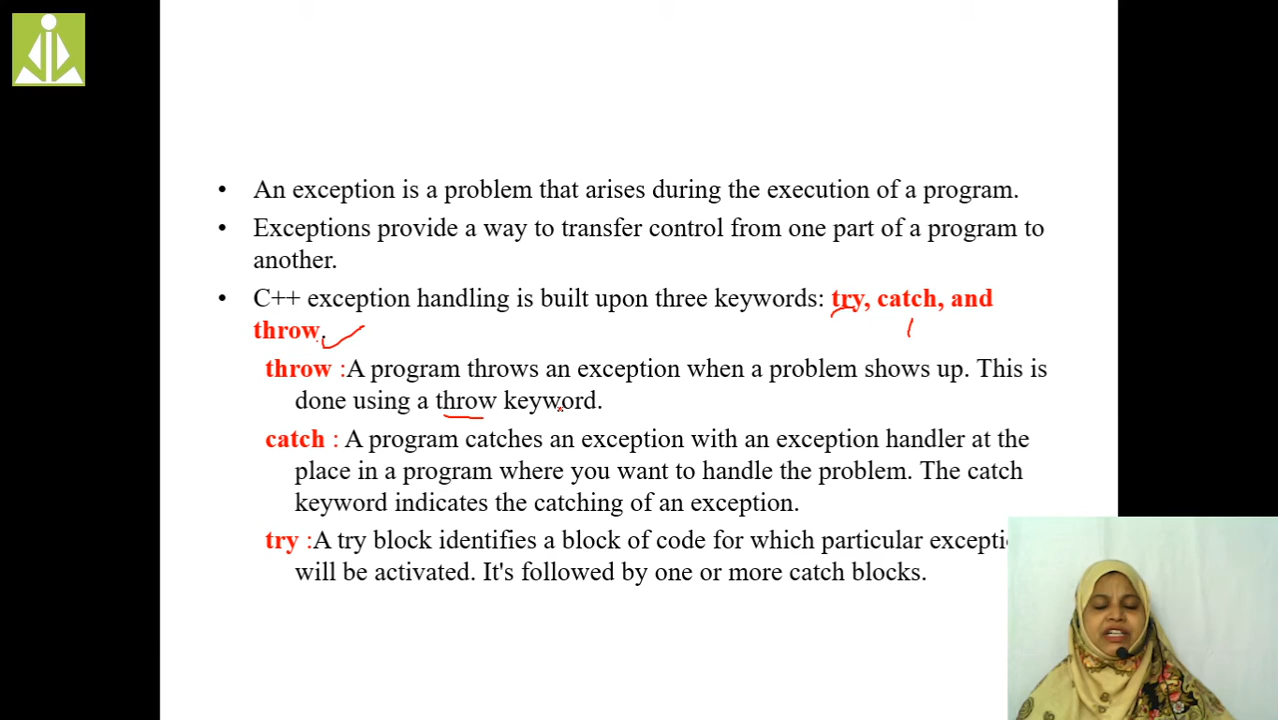 • An exception is a problem that arises during the execution of a program.
• Exceptions provide a way to transfer control from one part of a program to
another.
• C++ exception handling is built upon three keywords: try, catch, and
throw.
throw :A program throws an exception when a problem shows up. This is
done using a throw keyword.
catch : A program catches an exception with an exception handler at the
place in a program where you want to handle the problem. The catch
keyword indicates the catching of an exception.
try :A try block identifies a block of code for which particular excepti
will be activated. It's followed by one or more catch blocks.